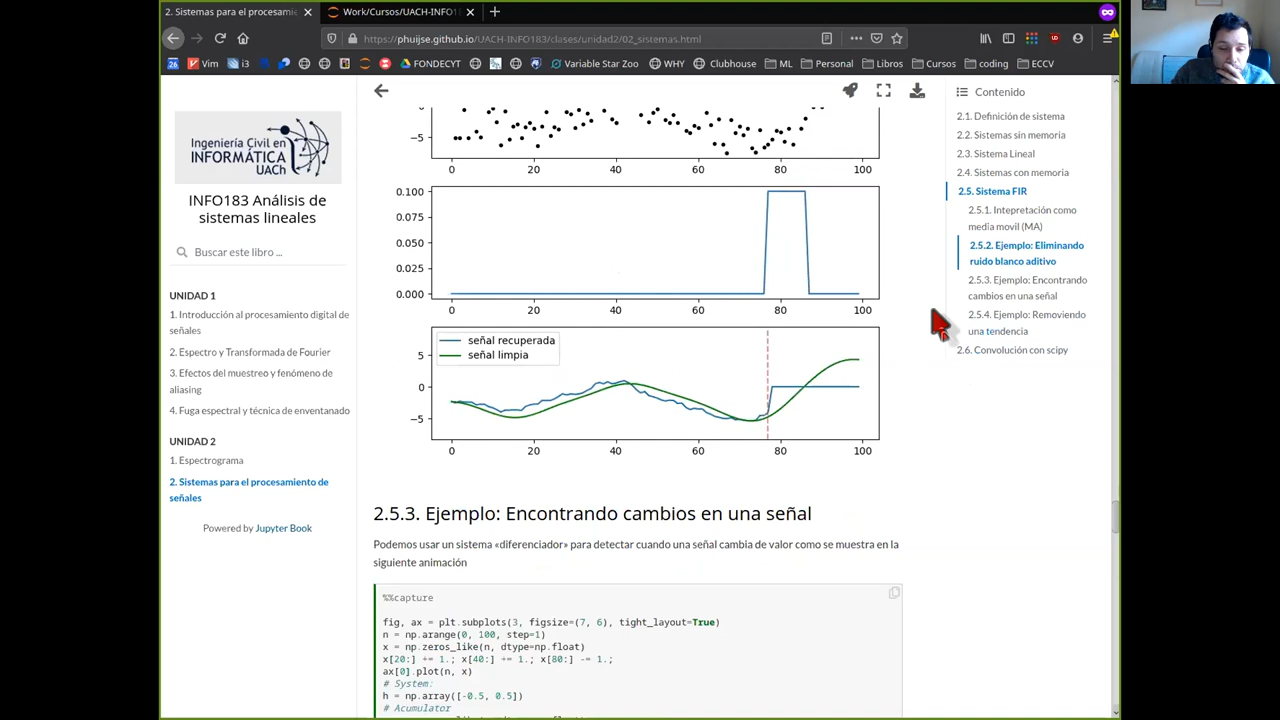 2. Sistemas para el procesami
Work/Cursos/UACH-INFO1
https://phuijse.github.io/UACH-INFO183/clases/unidad2/02_sistemas.html
26
Vim
i3
FONDECYT
Variable Star Zoo
WHY
Clubhouse
ML
Personal
Libros
Cursos
coding
ECCV
Ingeniería Civil en
INFORMÁTICA
UACh
INFO183 Análisis de
sistemas lineales
Buscar este libro ...
UNIDAD 1
1. Introducción al procesamiento digital de
señales
2. Espectro y Transformada de Fourier
3. Efectos del muestreo y fenómeno de
aliasing
4. Fuga espectral y técnica de enventanado
UNIDAD 2
1. Espectrograma
2. Sistemas para el procesamiento de
señales
Powered by Jupyter Book
−5
0 20 40 60 80 100
0.100
0.075
0.050
0.025
0.000
0 20 40 60 80 100
señal recuperada
señal limpia
5
0
−5
0 20 40 60 80 100
2.5.3. Ejemplo: Encontrando cambios en una señal
Podemos usar un sistema «diferenciador» para detectar cuando una señal cambia de valor como se muestra en la
siguiente animación
%%capture
fig, ax = plt.subplots(3, figsize=(7, 6), tight_layout=True)
n = np.arange(0, 100, step=1)
x = np.zeros_like(n, dtype=np.float)
x[20:] += 1.; x[40:] += 1.; x[80:] -= 1.;
ax[0].plot(n, x)
# System:
h = np.array([-0.5, 0.5])
# Acumulator
Contenido
2.1. Definición de sistema
2.2. Sistemas sin memoria
2.3. Sistema Lineal
2.4. Sistemas con memoria
2.5. Sistema FIR
2.5.1. Intepretación como
media movil (MA)
2.5.2. Ejemplo: Eliminando
ruido blanco aditivo
2.5.3. Ejemplo: Encontrando
cambios en una señal
2.5.4. Ejemplo: Removiendo
una tendencia
2.6. Convolución con scipy